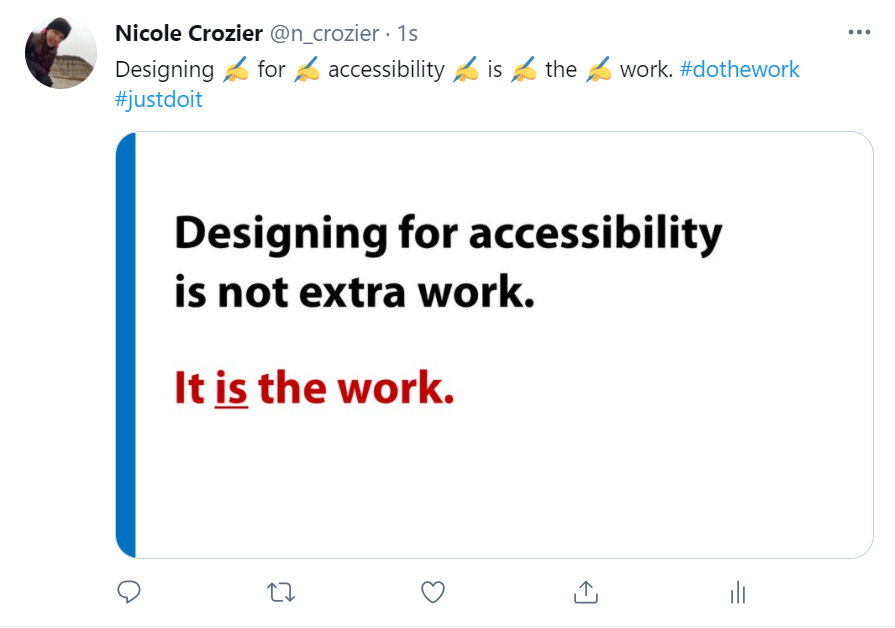 Nicole Crozier @n_crozier · 1s
Designing ✍️ for ✍️ accessibility ✍️ is ✍️ the ✍️ work. #dothework
#justdoit
Designing for accessibility
is not extra work.
It is the work.